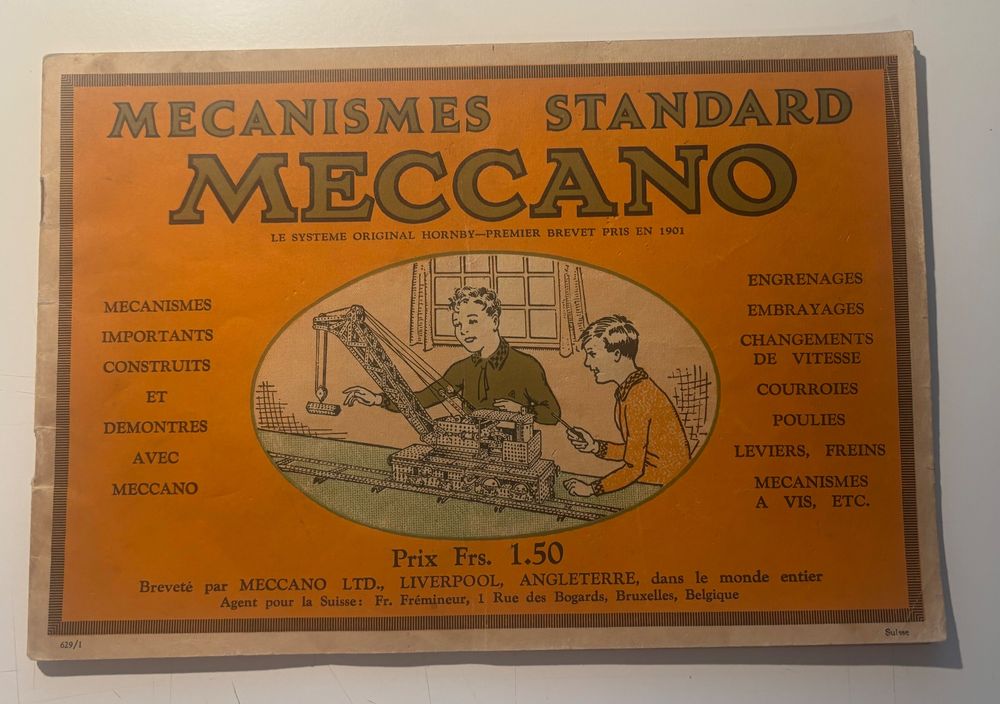 MECANISMES STANDARD
MECCANO
LE SYSTEME ORIGINAL HORNBY—PREMIER BREVET PRIS EN 1901
MECANISMES
IMPORTANTS
CONSTRUITS
ET
DEMONTRES
AVEC
MECCANO
ENGRENAGES
EMBRAYAGES
CHANGEMENTS
DE VITESSE
COURROIES
POULIES
LEVIERS, FREINS
MECANISMES
A VIS, ETC.
Prix Frs. 1.50
Breveté par MECCANO LTD., LIVERPOOL, ANGLETERRE, dans le monde entier
Agent pour la Suisse: Fr. Frémineur, 1 Rue des Bogards, Bruxelles, Belgique
629/1
Suisse